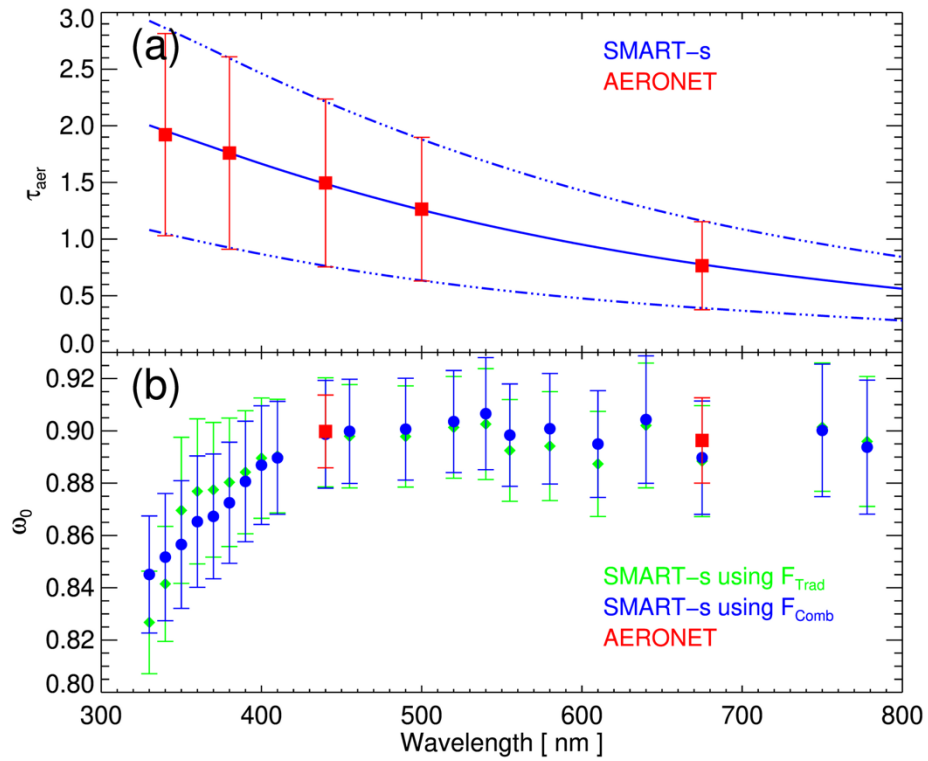 3.0
(a)
SMART−s
2.5
AERONET
2.0
τaer
1.5
1.0
0.5
0.0
(b)
0.92
0.90
0.88
ω0
0.86
0.84
SMART−s using FTrad
SMART−s using FComb
0.82
AERONET
0.80
300 400 500 600 700 800
Wavelength [ nm ]